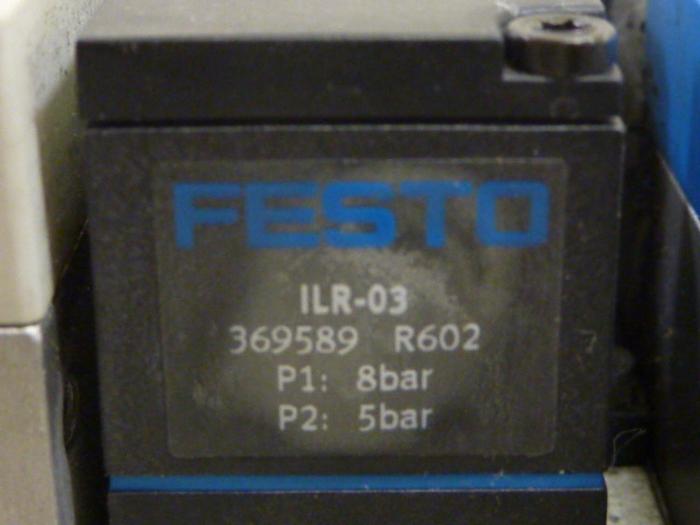 FESTO
ILR-03
369589 R602
P1: 8bar
P2: 5bar